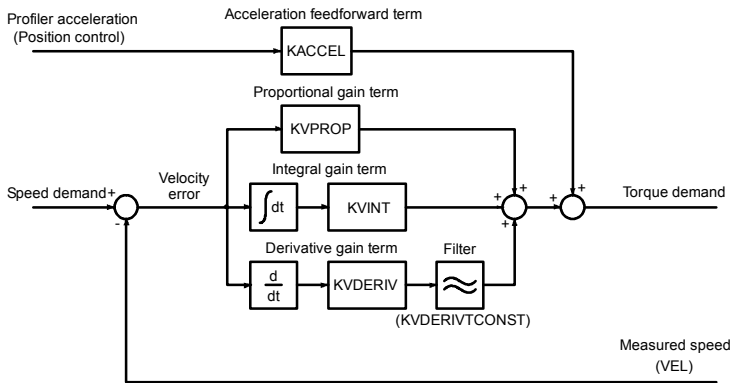 Acceleration feedforward term
Profiler acceleration
(Position control)
KACCEL
Proportional gain term
KVPROP
+
+
Velocity
error
Integral gain term
Speed demand
+
-
∫dt
KVINT
+
+
+
Torque demand
Derivative gain term
Filter
d
dt
KVDERIV
(KVDERIVTCONST)
Measured speed
(VEL)